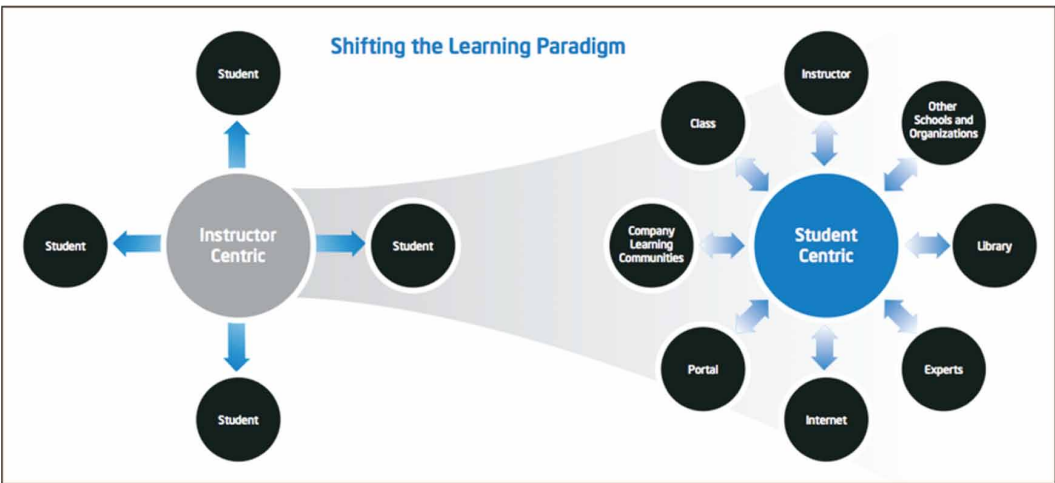 Shifting the Learning Paradigm
Student
Student
Instructor
Centric
Student
Student
Instructor
Class
Other
Schools and
Organizations
Company
Learning
Communities
Student
Centric
Library
Portal
Experts
Internet